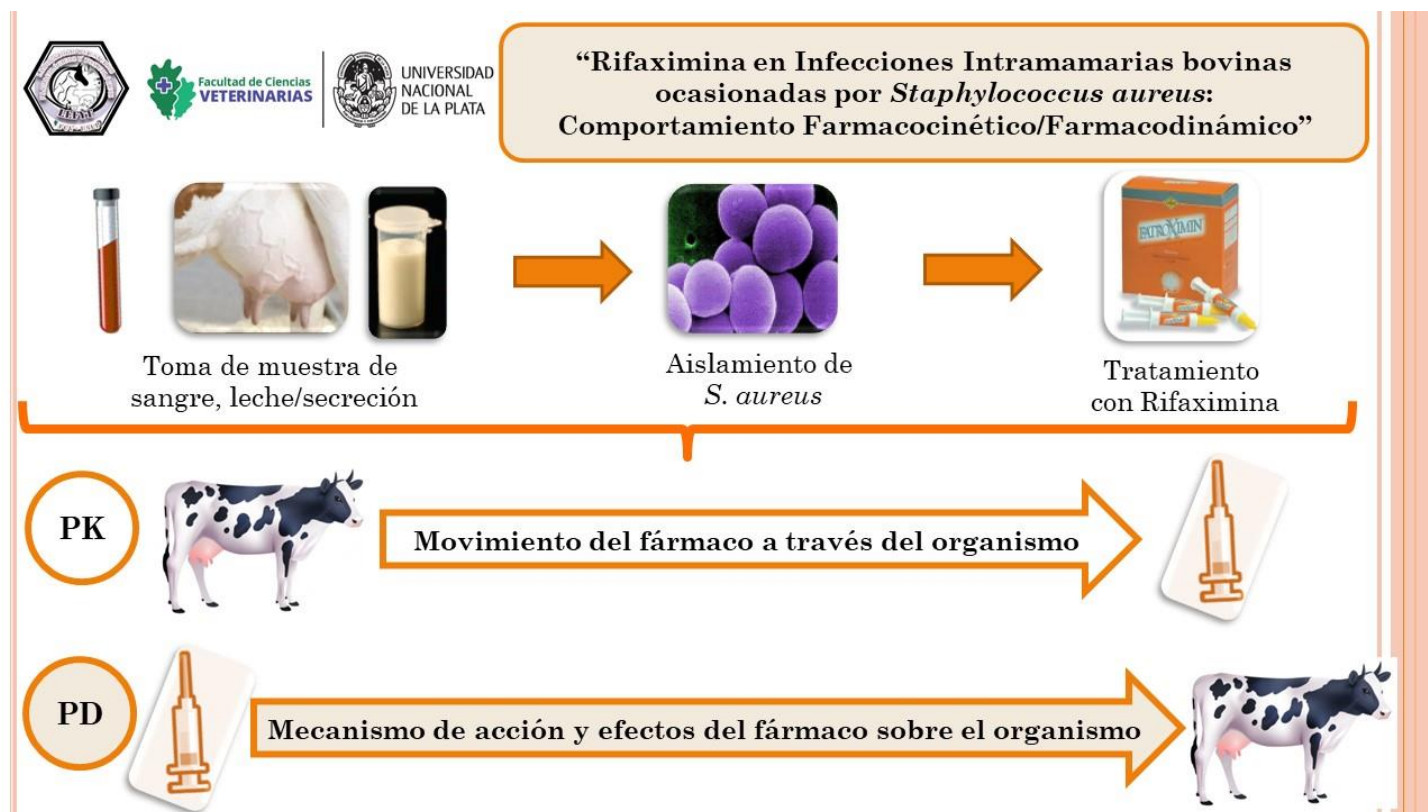 Facultad de Ciencias
VETERINARIAS
UNIVERSIDAD
NACIONAL
DE LA PLATA
“Rifaximina en Infecciones Intramamarias bovinas
ocasionadas por Staphylococcus aureus:
Comportamiento Farmacocinético/Farmacodinámico”
FATROXIMIN
Toma de muestra de
sangre, leche/secreción
Aislamiento de
S. aureus
Tratamiento
con Rifaximina
PK
Movimiento del fármaco a través del organismo
PD
Mecanismo de acción y efectos del fármaco sobre el organismo